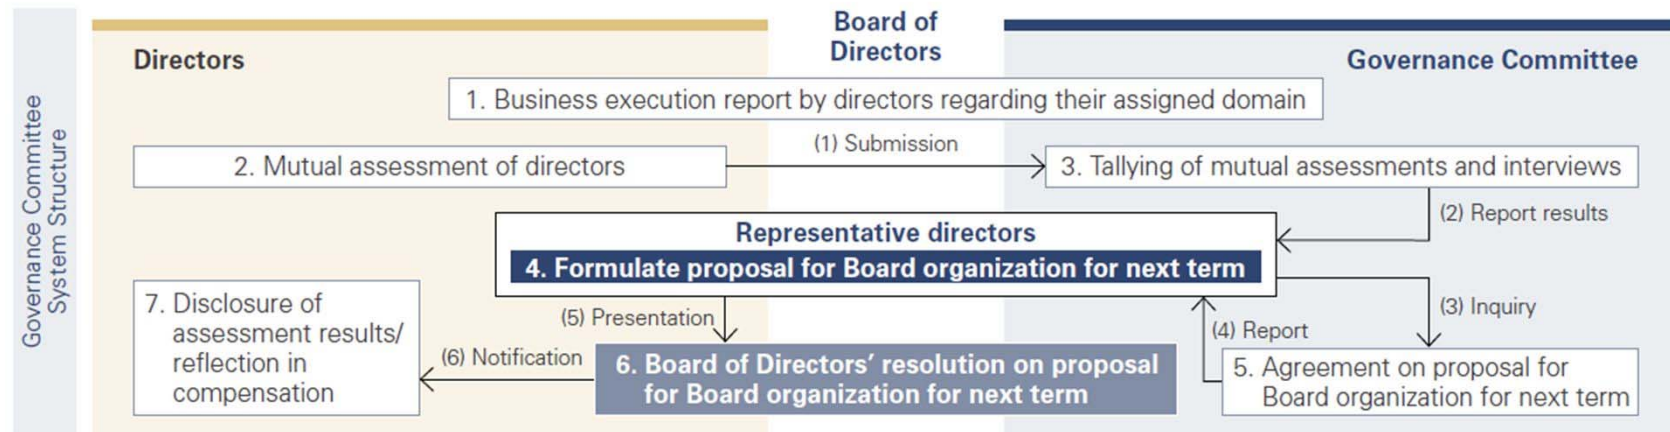 Governance Committee
System Structure
Directors
Board of
Directors
Governance Committee
1. Business execution report by directors regarding their assigned domain
2. Mutual assessment of directors
(1) Submission
3. Tallying of mutual assessments and interviews
(2) Report results
Representative directors
4. Formulate proposal for Board organization for next term
(3) Inquiry
(4) Report
5. Agreement on proposal for
Board organization for next term
(5) Presentation
6. Board of Directors’ resolution on proposal
for Board organization for next term
(6) Notification
7. Disclosure of
assessment results/
reflection in
compensation